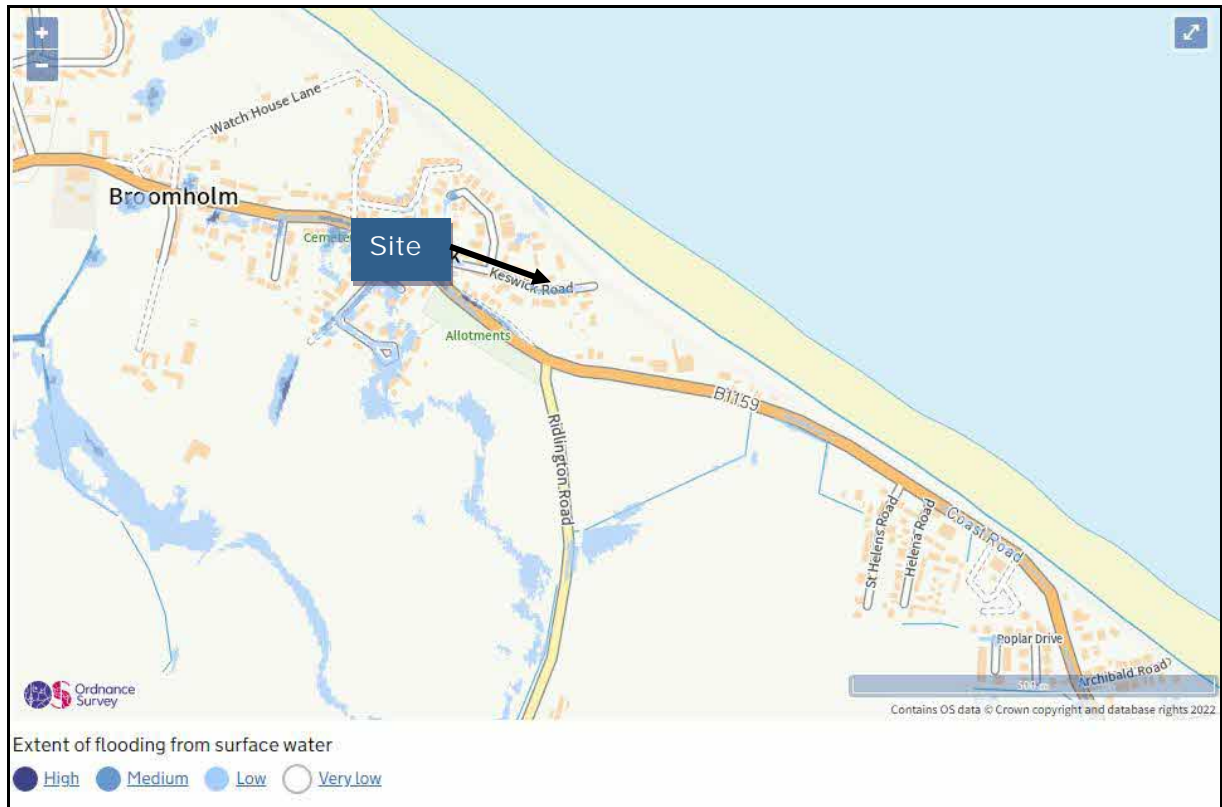 +
-
Watch House Lane
Broomholm
Site
Keswick Road
Allotments
B1159
Ridlington Road
St Helens Road
Helena Road
Coast Road
Poplar Drive
Archibald Road
500 m
Ordnance
Survey
Contains OS data © Crown copyright and database rights 2022
Extent of flooding from surface water
High Medium Low Very low